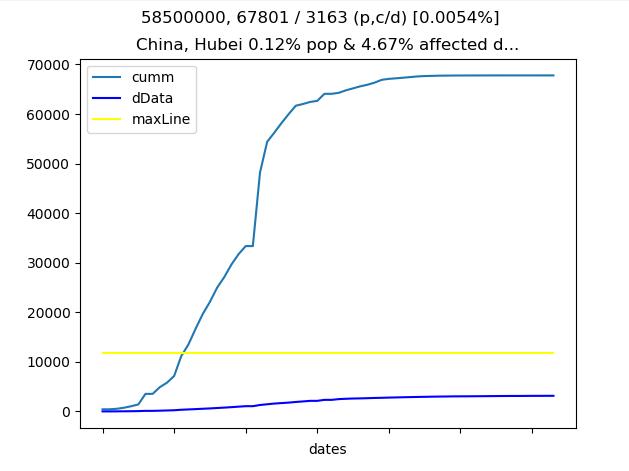 58500000, 67801 / 3163 (p,c/d) [0.0054%]
China, Hubei 0.12% pop & 4.67% affected d...
70000
60000
50000
40000
30000
20000
10000
0
cumm
dData
maxLine
dates